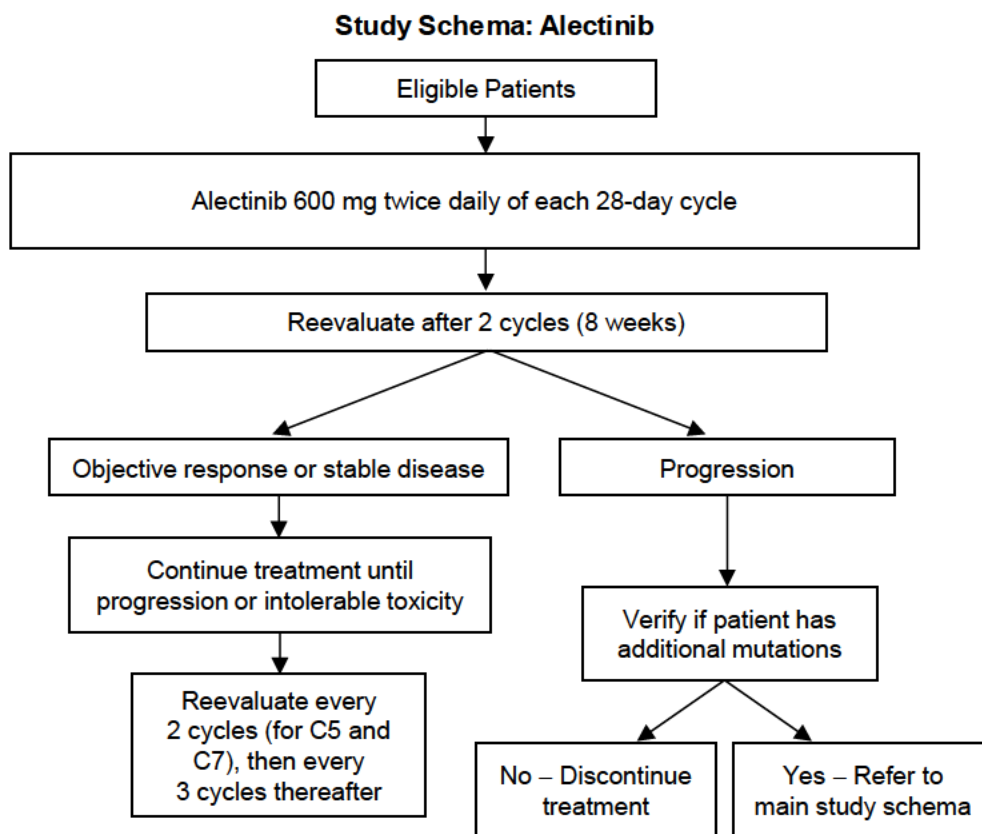 Study Schema: Alectinib
Eligible Patients
Alectinib 600 mg twice daily of each 28-day cycle
Reevaluate after 2 cycles (8 weeks)
Objective response or stable disease
Progression
Continue treatment until
progression or intolerable toxicity
Verify if patient has
additional mutations
Reevaluate every
2 cycles (for C5 and
C7), then every
3 cycles thereafter
No – Discontinue
treatment
Yes – Refer to
main study schema